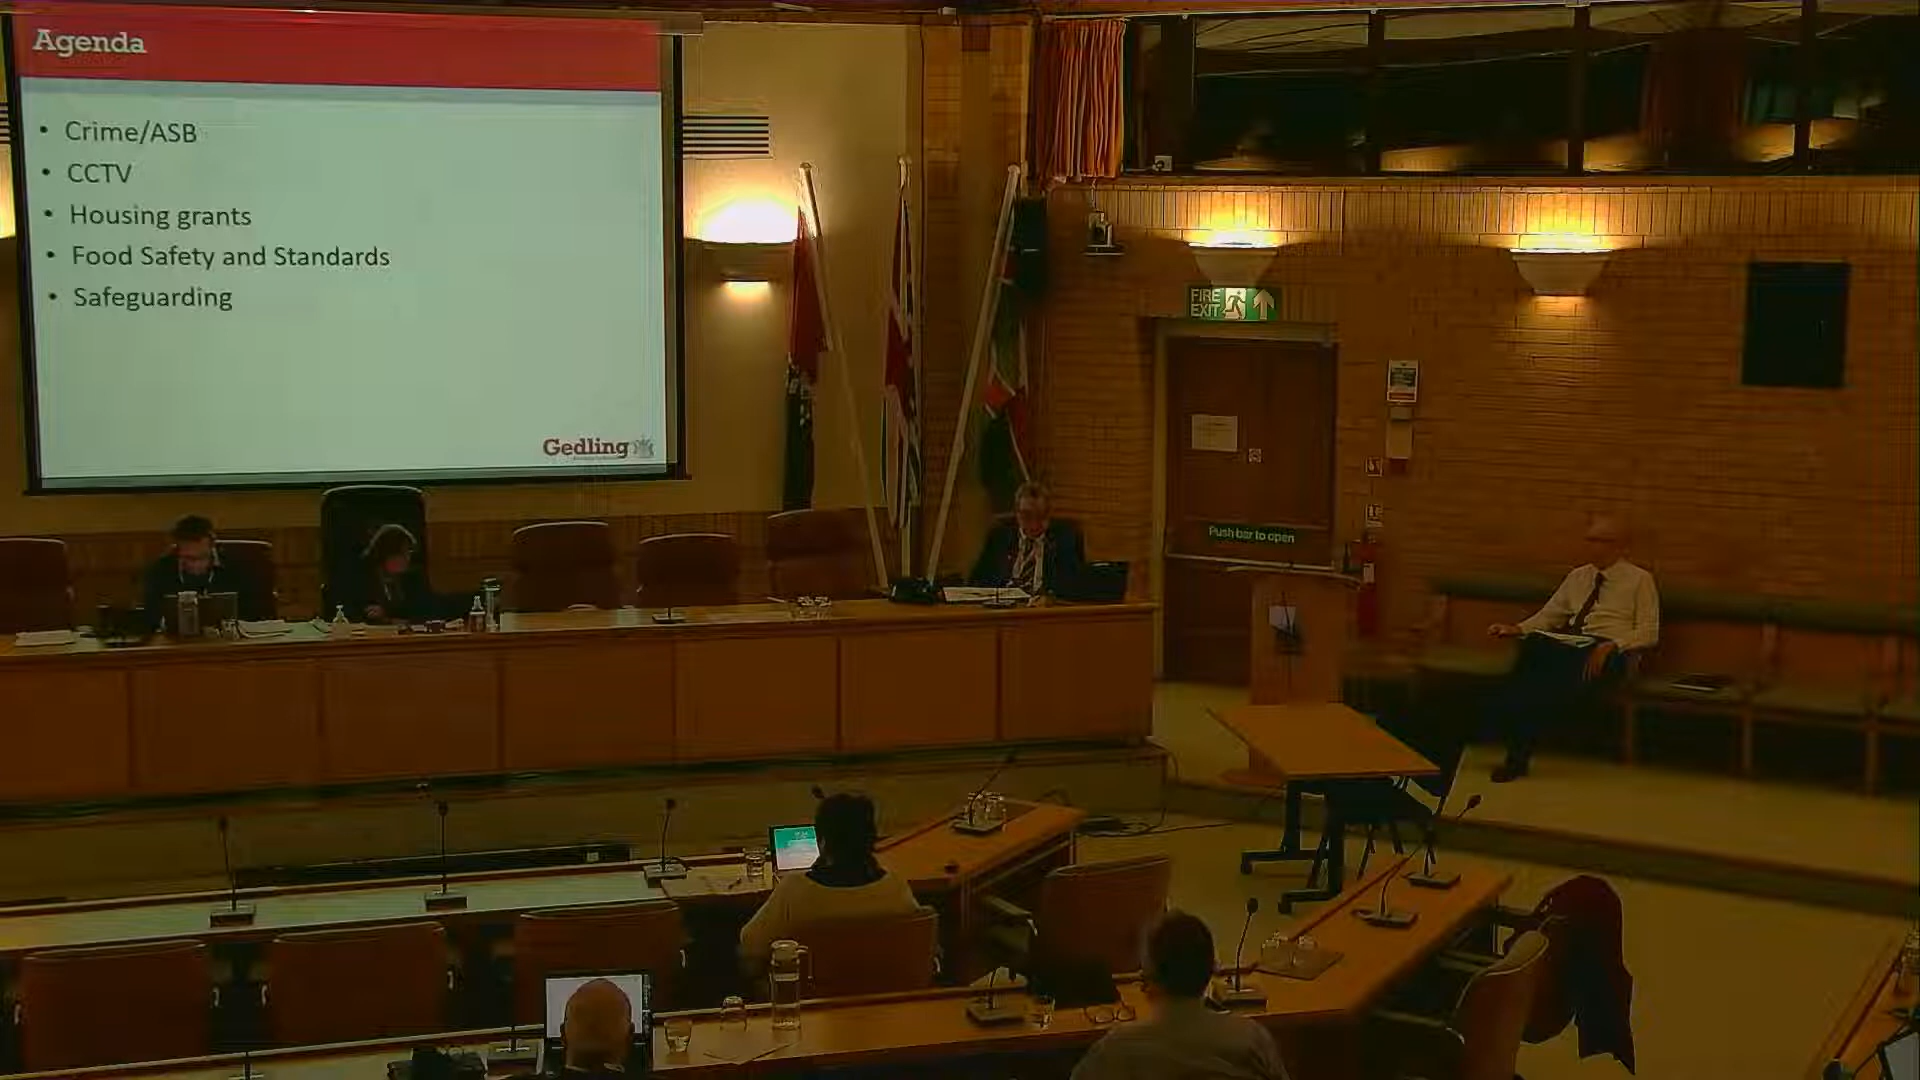 Agenda
• Crime/ASB
• CCTV
• Housing grants
• Food Safety and Standards
• Safeguarding
Gedling
FIRE
EXIT
Push bar to open